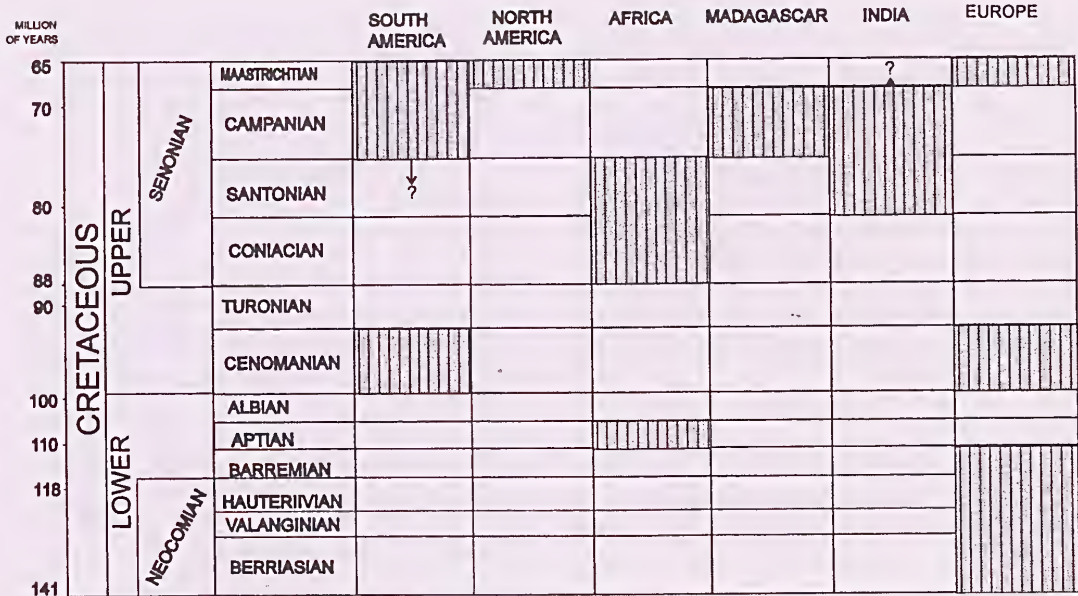 MILLION
OF YEARS
SOUTH
AMERICA
NORTH
AMERICA
AFRICA
MADAGASCAR
INDIA
EUROPE
65
70
80
88
90
100
110
118
141
CRETACEOUS
UPPER
LOWER
SENONIAN
NEOCOMIAN
MAASTRICHTIAN
?
CAMPANIAN
SANTONIAN
?
CONIACIAN
TURONIAN
CENOMANIAN
ALBIAN
APTIAN
BARREMIAN
HAUTERIIVIAN
VALANGINIAN
BERRIASIAN